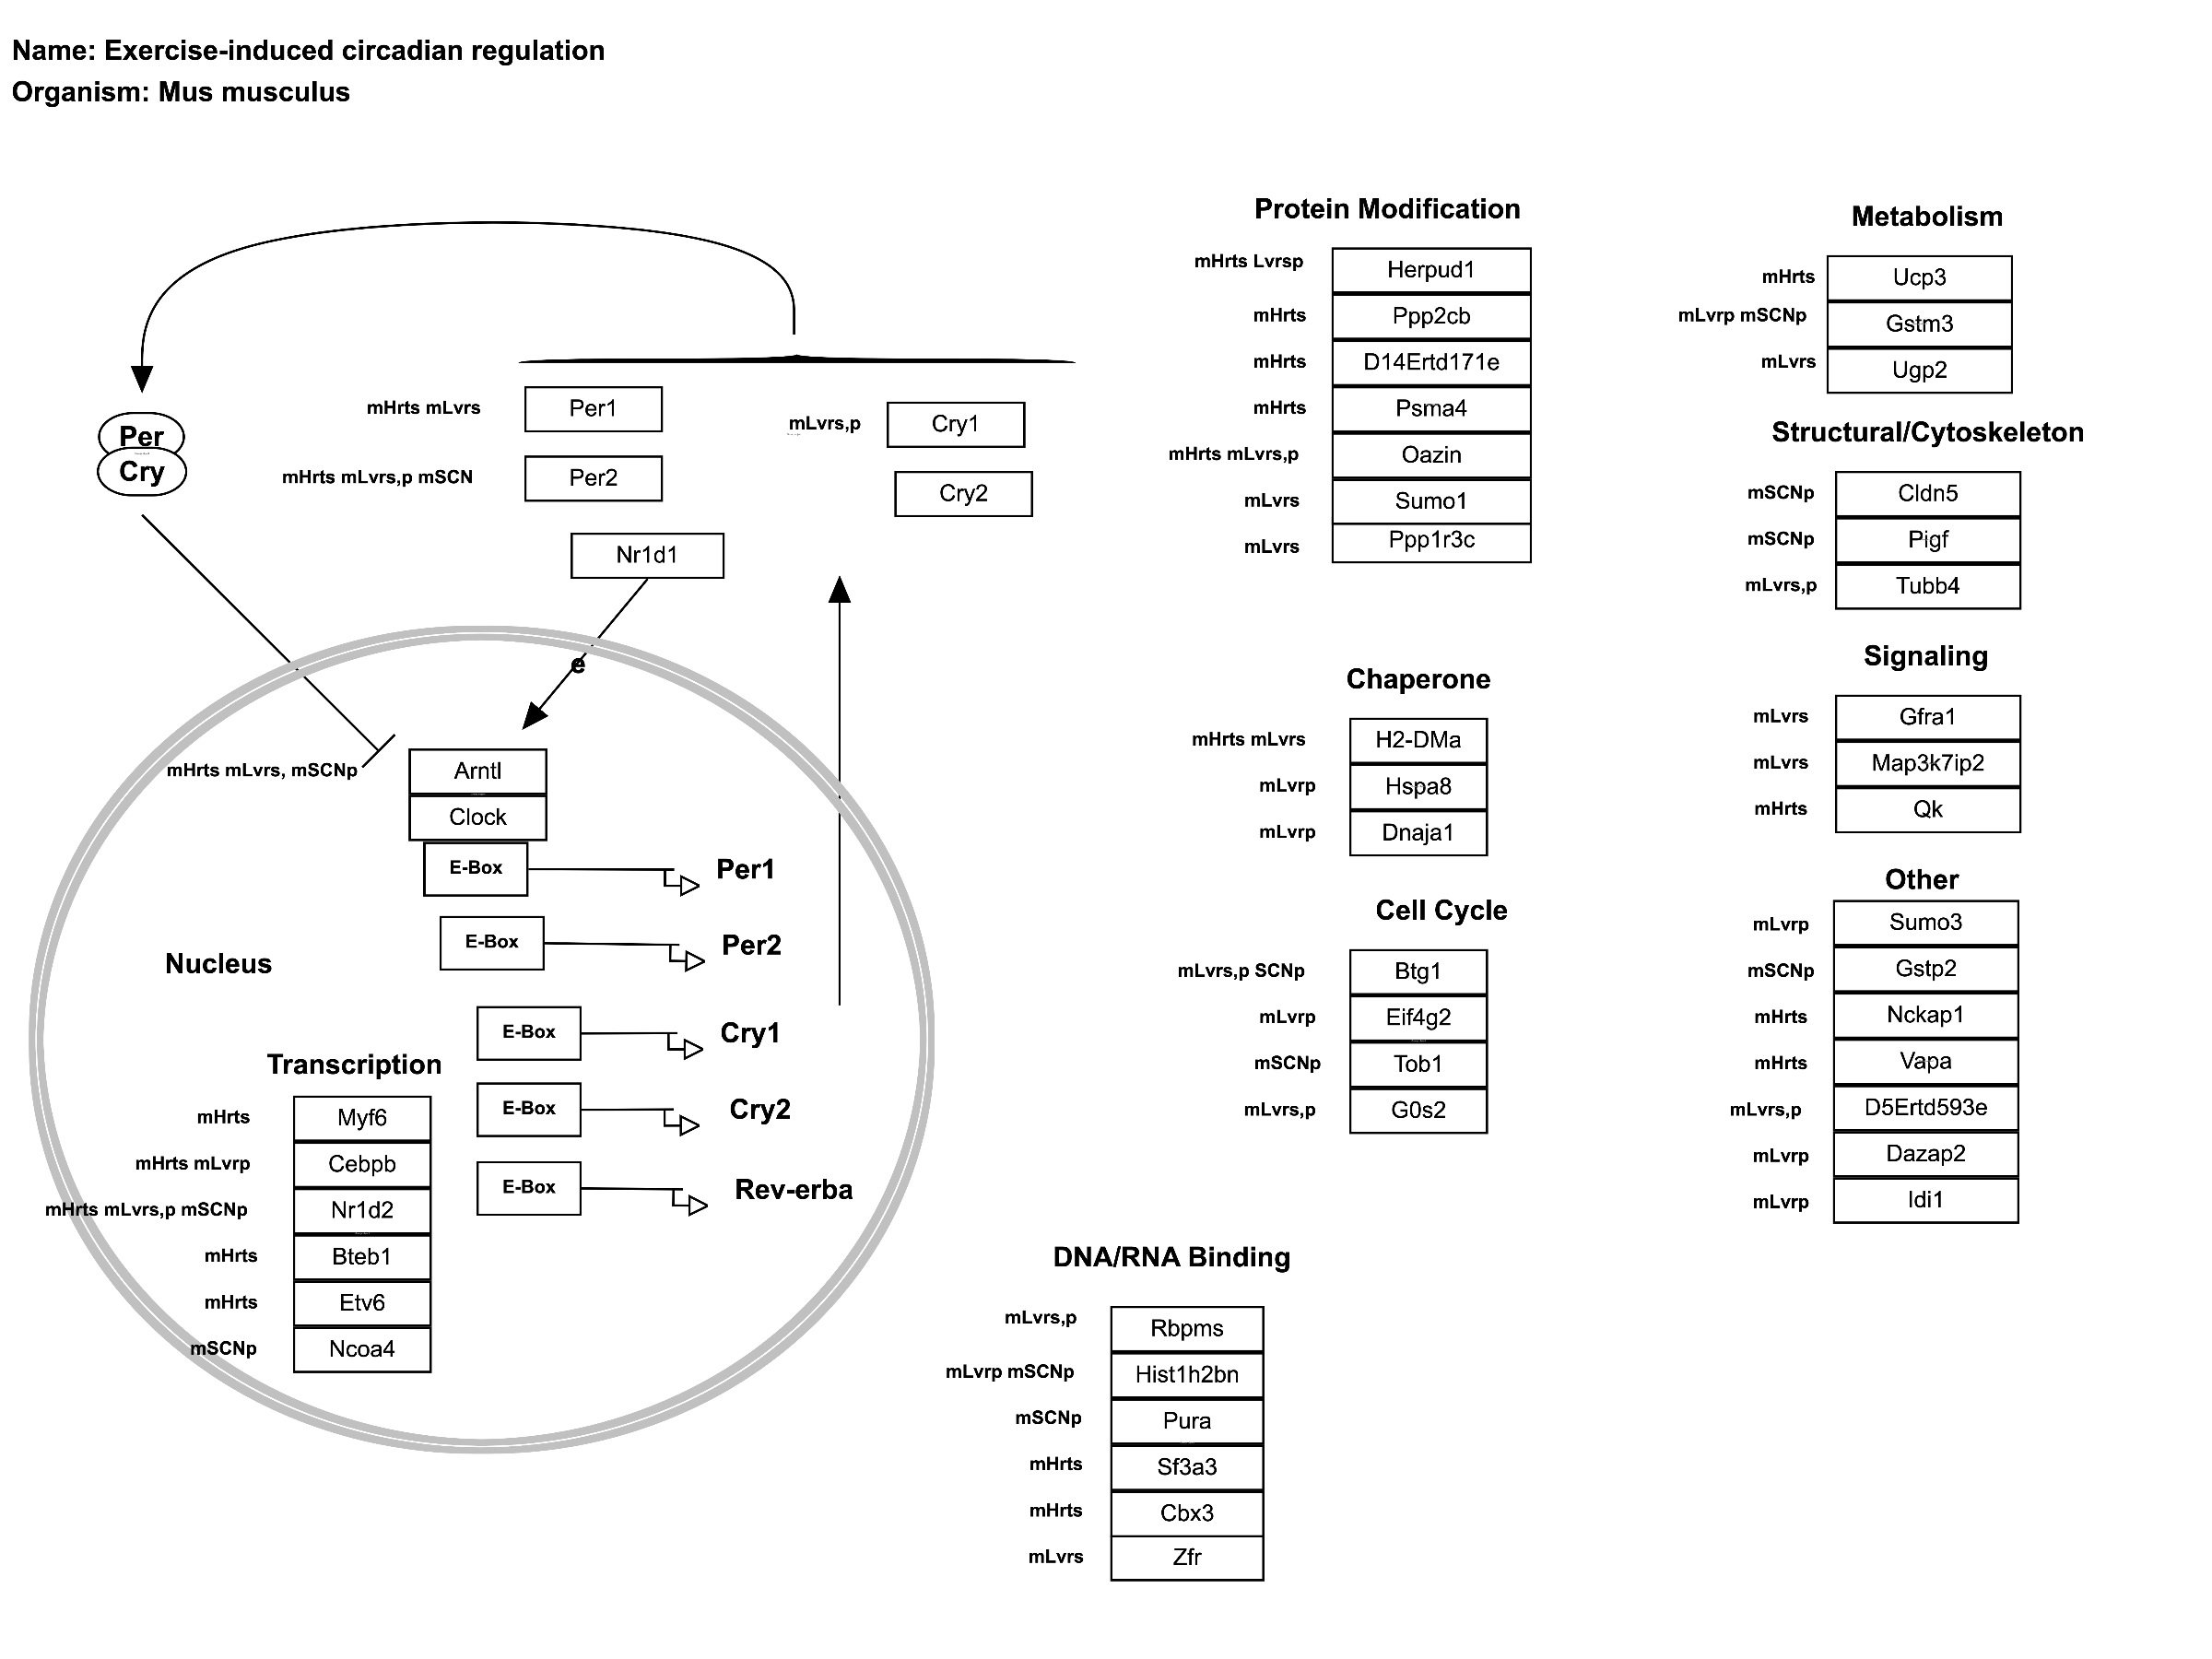 Name: Exercise-induced circadian regulation
Organism: Mus musculus
Per
Cry
mHrts mLvrs
Per1
mHrts mLvrs,p mSCN
Per2
mLvrs,p
Cry1
Cry2
Nr1d1
e
mHrts mLvrs, mSCNp
Arntl
Clock
E-Box
Per1
E-Box
Per2
E-Box
Cry1
E-Box
Cry2
E-Box
Rev-erba
Nucleus
Transcription
mHrts
Myf6
mHrts mLvrp
Cebpb
mHrts mLvrs,p mSCNp
Nr1d2
mHrts
Bteb1
mHrts
Etv6
mSCNp
Ncoa4
Protein Modification
mHrts Lvrsp
Herpud1
mHrts
Ppp2cb
mHrts
D14Ertd171e
mHrts
Psma4
mHrts mLvrs,p
Oazin
mLvrs
Sumo1
mLvrs
Ppp1r3c
Chaperone
mHrts mLvrs
H2-DMa
mLvrp
Hspa8
mLvrp
Dnaja1
Cell Cycle
mLvrs,p SCNp
Btg1
mLvrp
Eif4g2
mSCNp
Tob1
mLvrs,p
G0s2
DNA/RNA Binding
mLvrs,p
Rbpms
mLvrp mSCNp
Hist1h2bn
mSCNp
Pura
mHrts
Sf3a3
mHrts
Cbx3
mLvrs
Zfr
Metabolism
mHrts
Ucp3
mLvrp mSCNp
Gstm3
mLvrs
Ugp2
Structural/Cytoskeleton
mSCNp
Cldn5
mSCNp
Pigf
mLvrs,p
Tubb4
Signaling
mLvrs
Gfra1
mLvrs
Map3k7ip2
mHrts
Qk
Other
mLvrp
Sumo3
mSCNp
Gstp2
mHrts
Nckap1
mHrts
Vapa
mLvrs,p
D5Ertd593e
mLvrp
Dazap2
mLvrp
Idi1